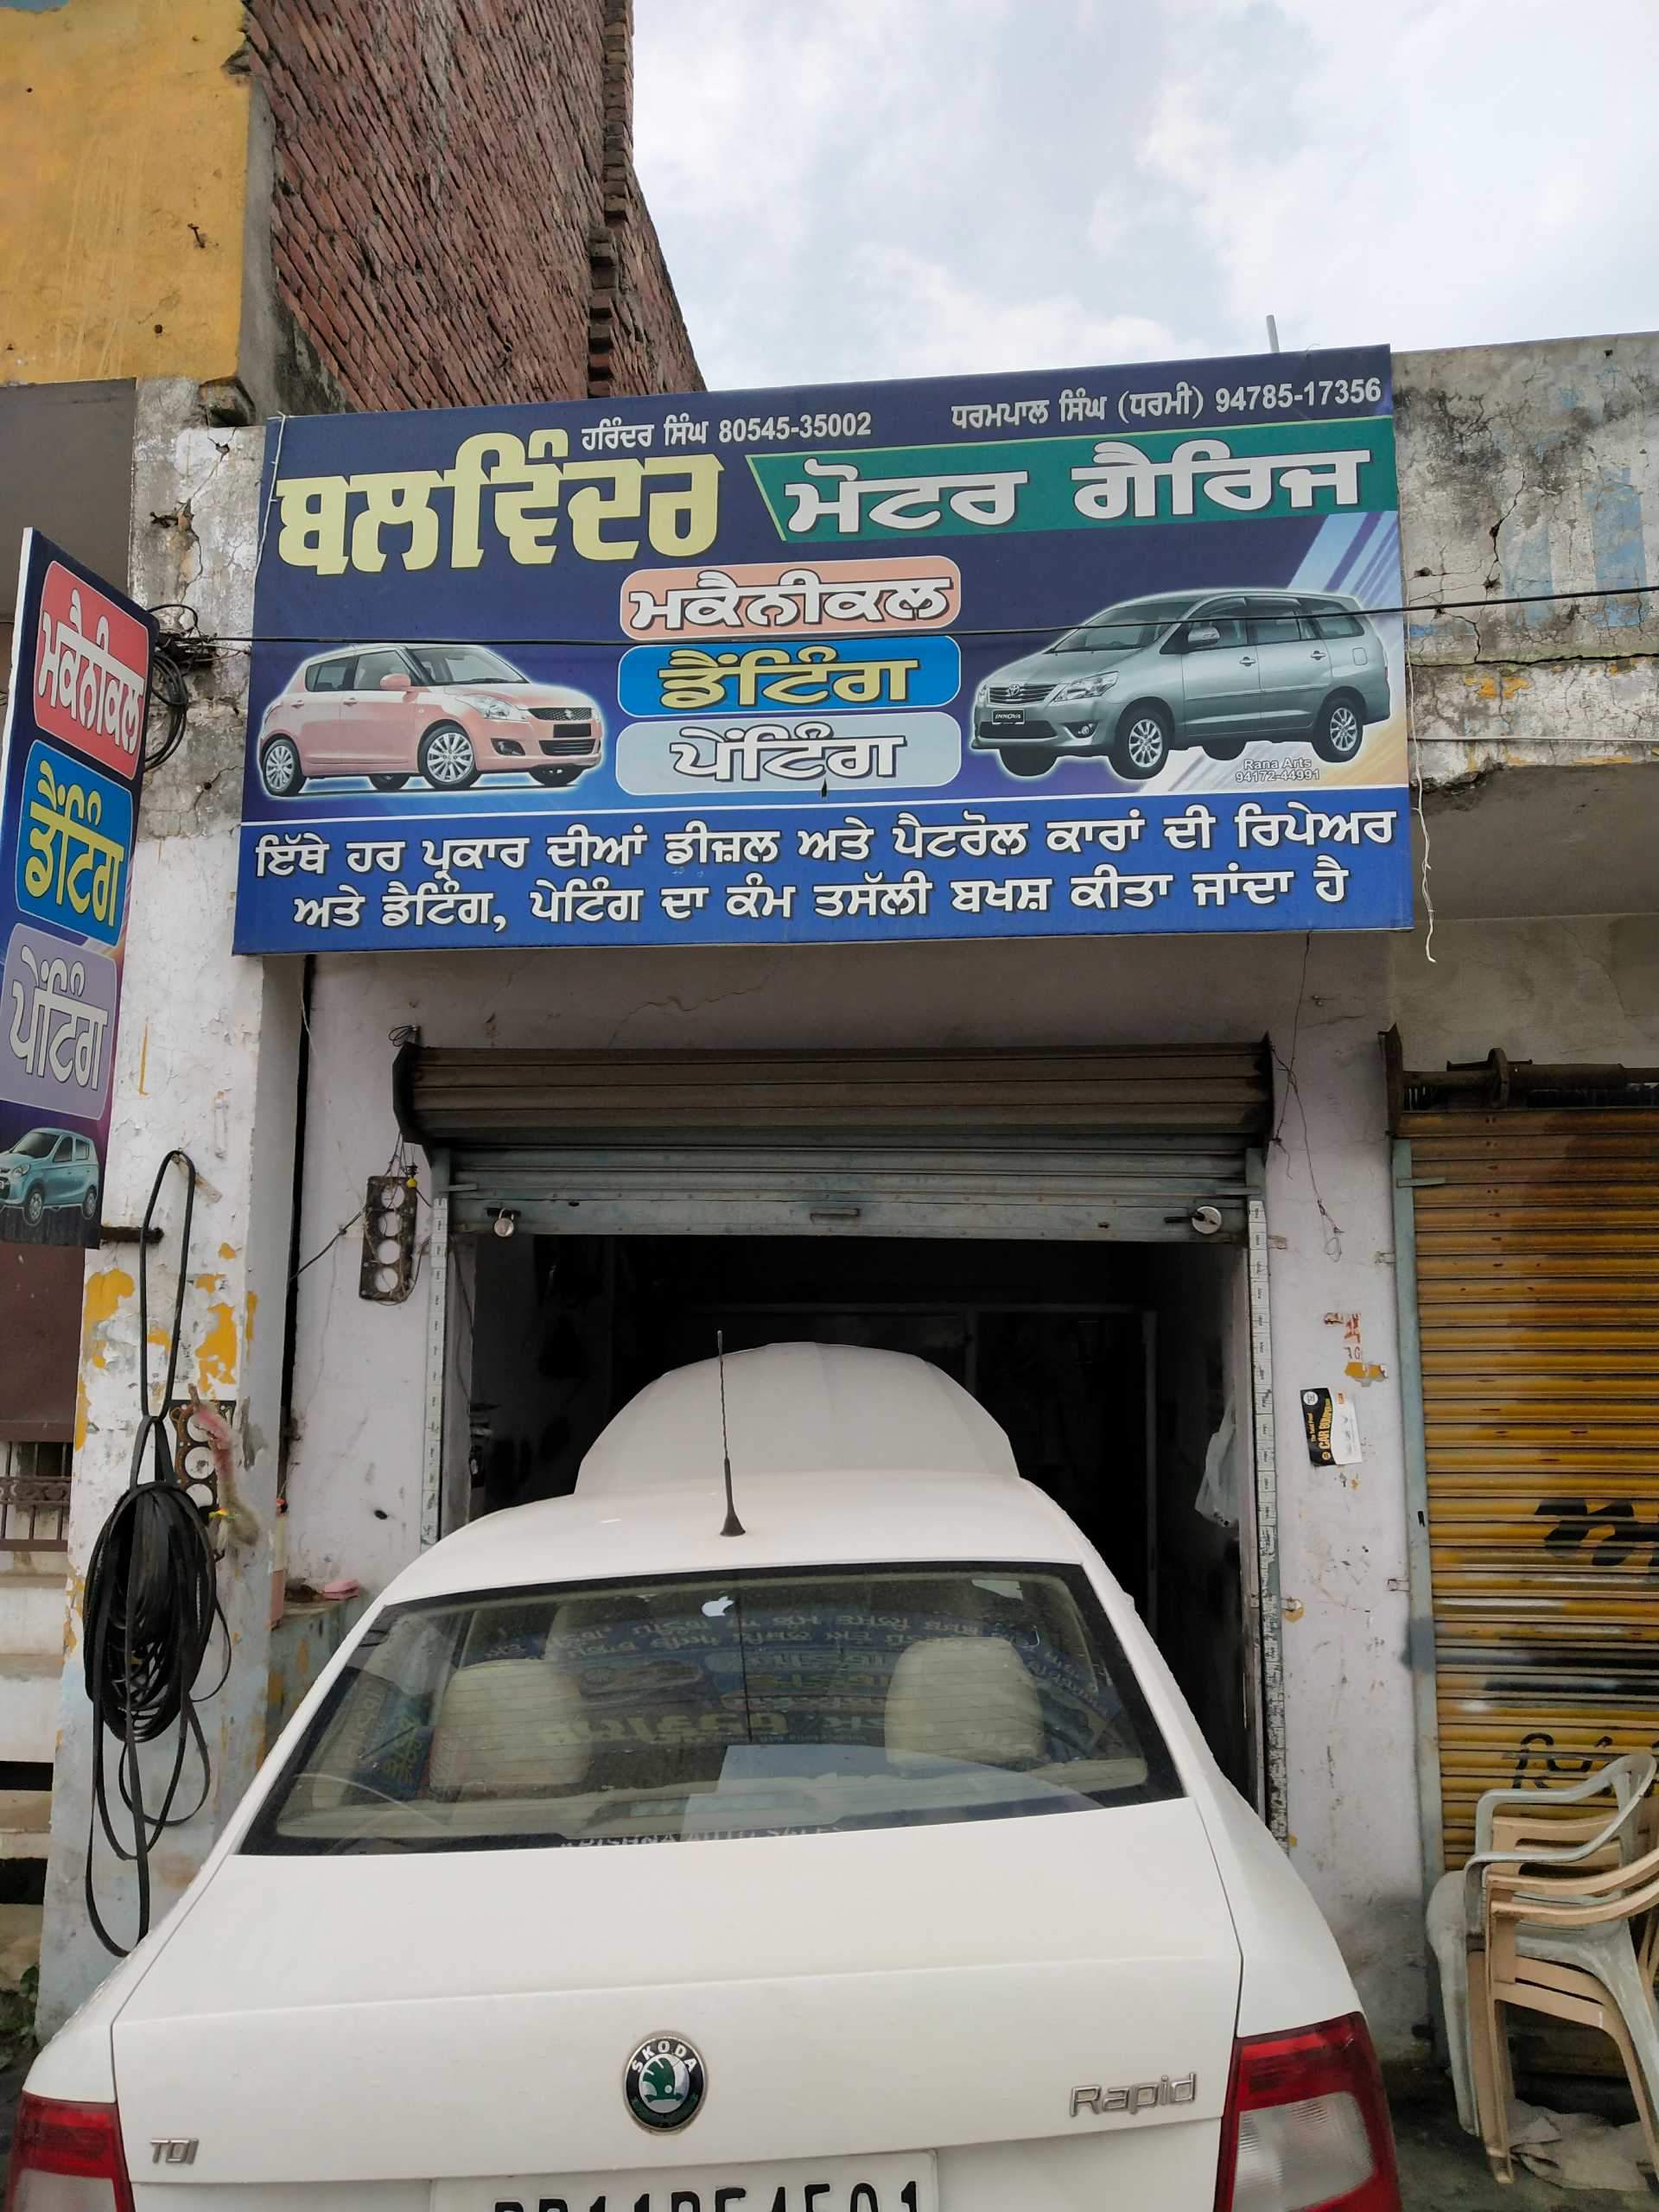 ਹਰਿੰਦਰ ਸਿੰਘ 80545-35002
ਧਰਮਪਾਲ ਸਿੰਘ (ਧਰਮੀ) 94785-17356
ਬਲਵਿੰਦਰ ਮੋਟਰ ਗੈਰਿਜ
ਮਕੈਨੀਕਲ
ਡੈਂਟਿੰਗ
ਪੇਂਟਿੰਗ
INNOVA
Rana Arts
94172-44991
ਇੱਥੇ ਹਰ ਪ੍ਰਕਾਰ ਦੀਆਂ ਡੀਜ਼ਲ ਅਤੇ ਪੈਟਰੋਲ ਕਾਰਾਂ ਦੀ ਰਿਪੇਅਰ
ਅਤੇ ਡੈਟਿੰਗ, ਪੇਟਿੰਗ ਦਾ ਕੰਮ ਤਸੱਲੀ ਬਖਸ਼ ਕੀਤਾ ਜਾਂਦਾ ਹੈ
ਮਕੈਨੀਕਲ
ਡੈਂਟਿੰਗ
ਪੇਂਟਿੰਗ
SKODA
Rapid
TDI